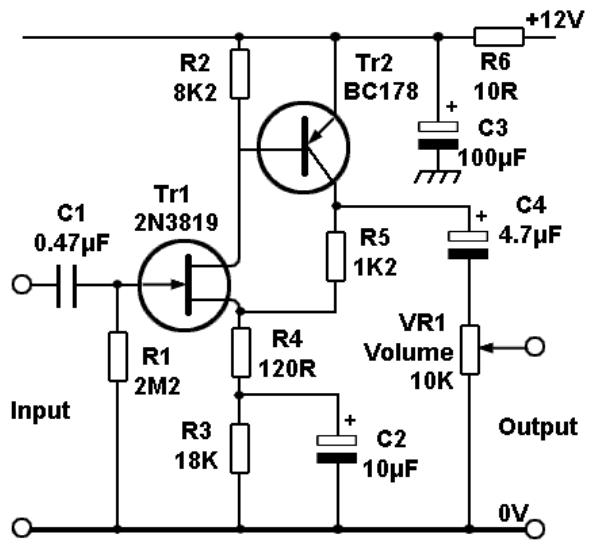 +12V
R2
8K2
Tr2
BC178
R6
10R
+
C3
100µF
Tr1
2N3819
C1
0.47µF
+
C4
4.7µF
R5
1K2
VR1
Volume
10K
R4
120R
R1
2M2
Input
R3
18K
+
C2
10µF
Output
0V